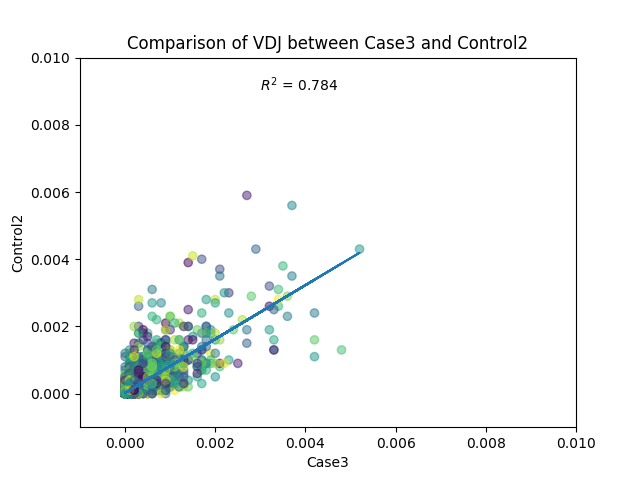 Comparison of VDJ between Case3 and Control2
R² = 0.784
0.010
0.008
0.006
0.004
0.002
0.000
Control2
0.000 0.002 0.004 0.006 0.008 0.010
Case3